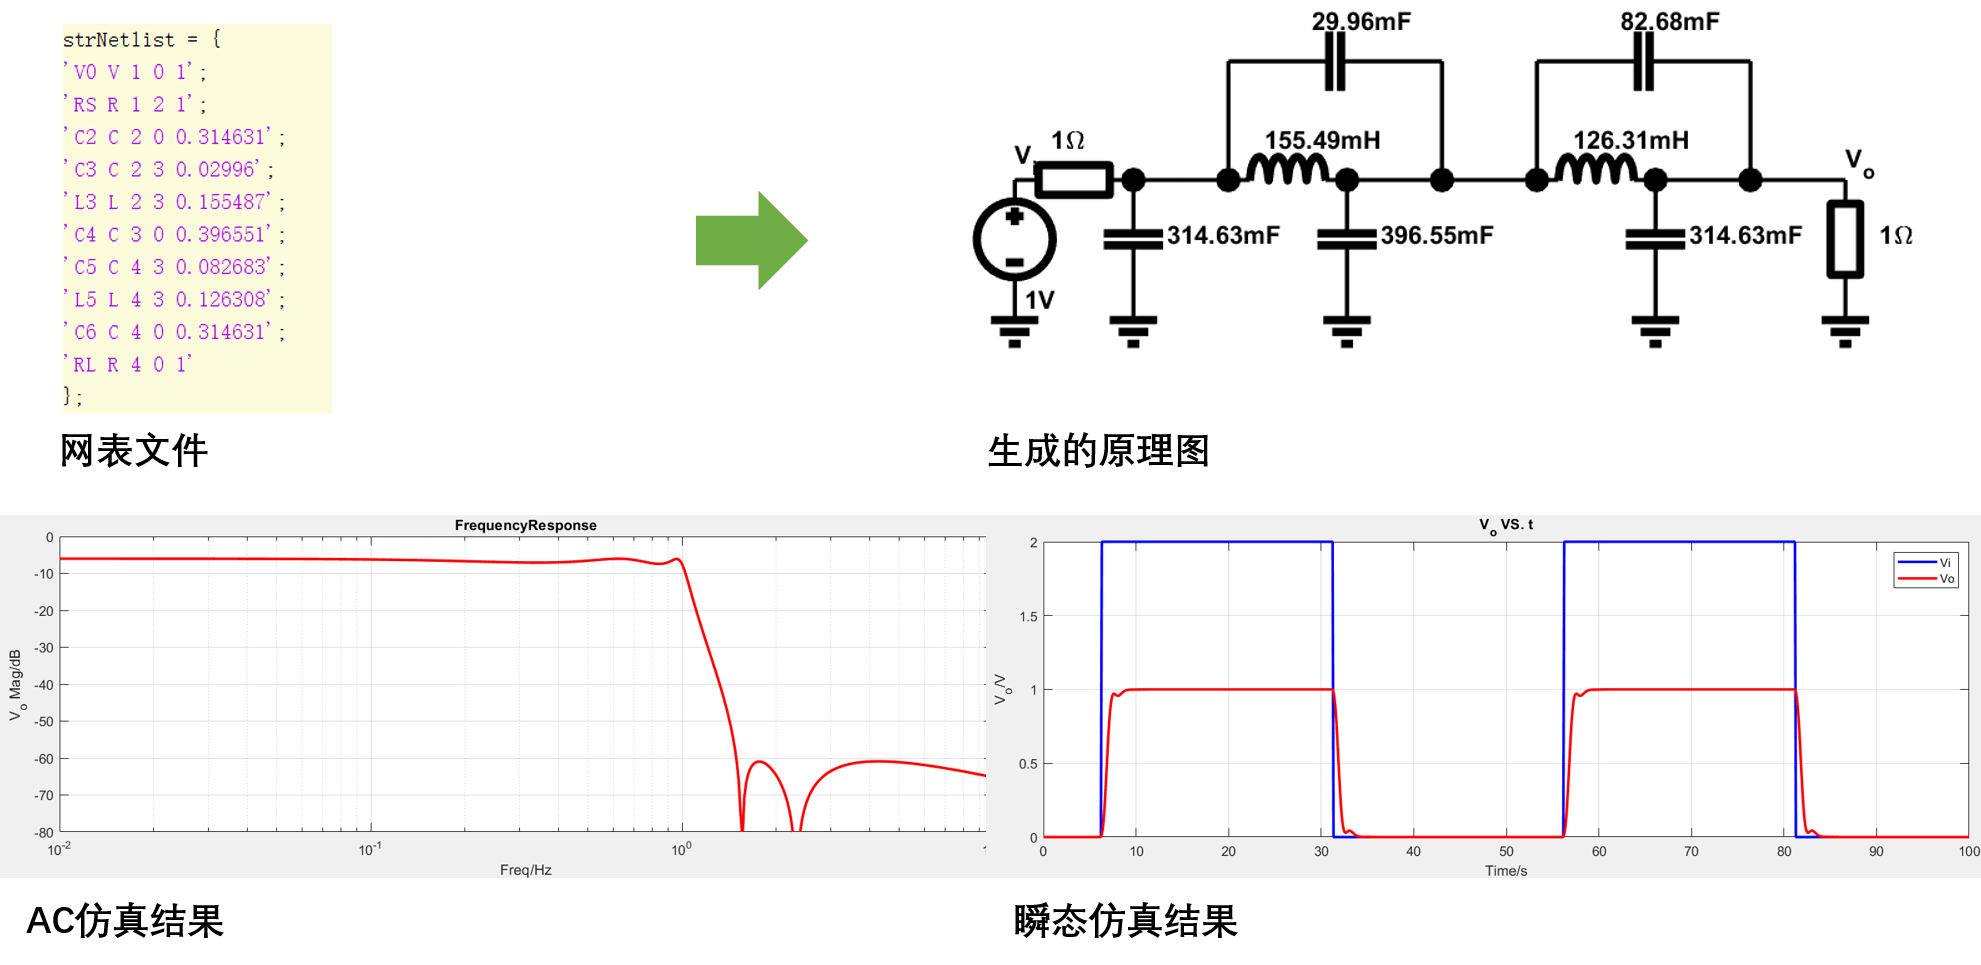 strNetlist = {
'V0 V 1 0 1';
'RS R 1 2 1';
'C2 C 2 0 0.314631';
'C3 C 2 3 0.02996';
'L3 L 2 3 0.155487';
'C4 C 3 0 0.396551';
'C5 C 4 3 0.082683';
'L5 L 4 3 0.126308';
'C6 C 4 0 0.314631';
'RL R 4 0 1'
};
网表文件
29.96mF
82.68mF
V
1Ω
155.49mH
126.31mH
Vo
314.63mF
396.55mF
314.63mF
1Ω
1V
生成的原理图
FrequencyResponse
0
-10
-20
-30
-40
-50
-60
-70
-80
Vo Mag/dB
10-2
10-1
100
1
Freq/Hz
AC仿真结果
Vo VS. t
Vi
Vo
2
1.5
1
0.5
0
Vo/V
0 10 20 30 40 50 60 70 80 90 100
Time/s
瞬态仿真结果